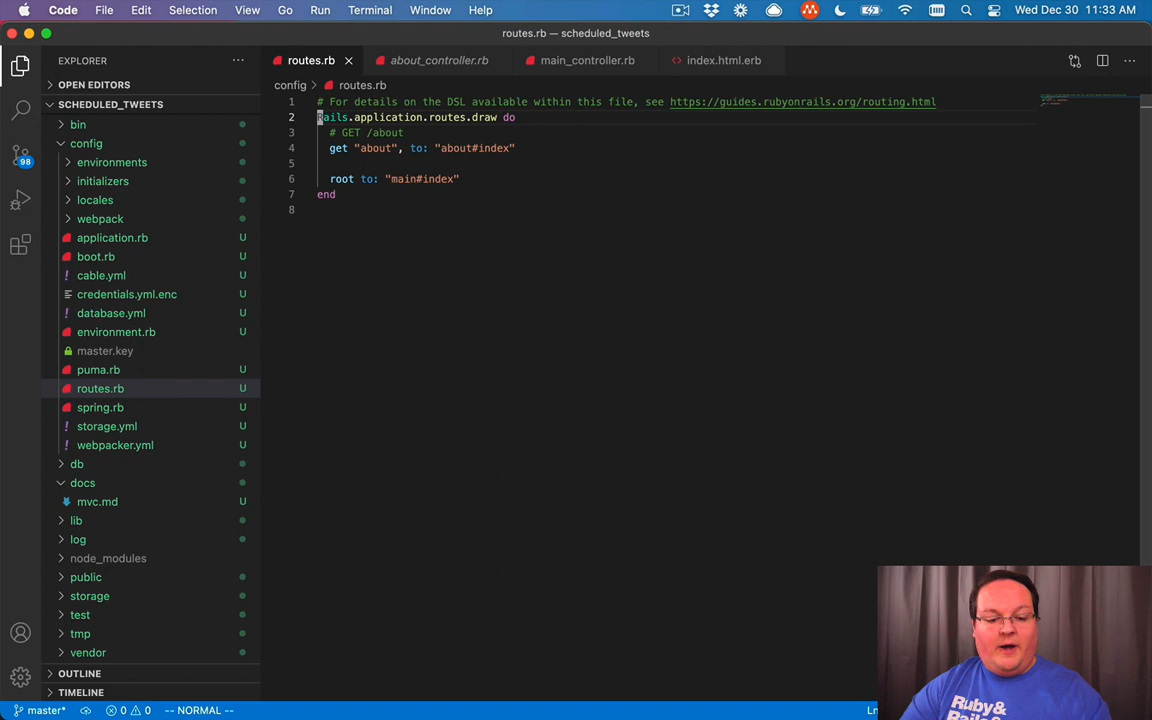 Code File Edit Selection View Go Run Terminal Window Help Wed Dec 30 11:33 AM
routes.rb — scheduled_tweets
EXPLORER
routes.rb
about_controller.rb
main_controller.rb
<> index.html.erb
OPEN EDITORS
config > routes.rb
SCHEDULED_TWEETS
bin
config
environments
initializers
locales
webpack
application.rb U
boot.rb U
! cable.yml U
credentials.yml.enc U
! database.yml U
environment.rb U
master.key
puma.rb U
routes.rb U
spring.rb U
! storage.yml U
! webpacker.yml U
db
docs
mvc.md U
lib
log
node_modules
public
storage
test
tmp
vendor
OUTLINE
TIMELINE
98
1 # For details on the DSL available within this file, see https://guides.rubyonrails.org/routing.html
2 Rails.application.routes.draw do
3 # GET /about
4 get "about", to: "about#index"
5
6 root to: "main#index"
7 end
8
master* 0 0 -- NORMAL -- Ln
Ruby&
Rails&